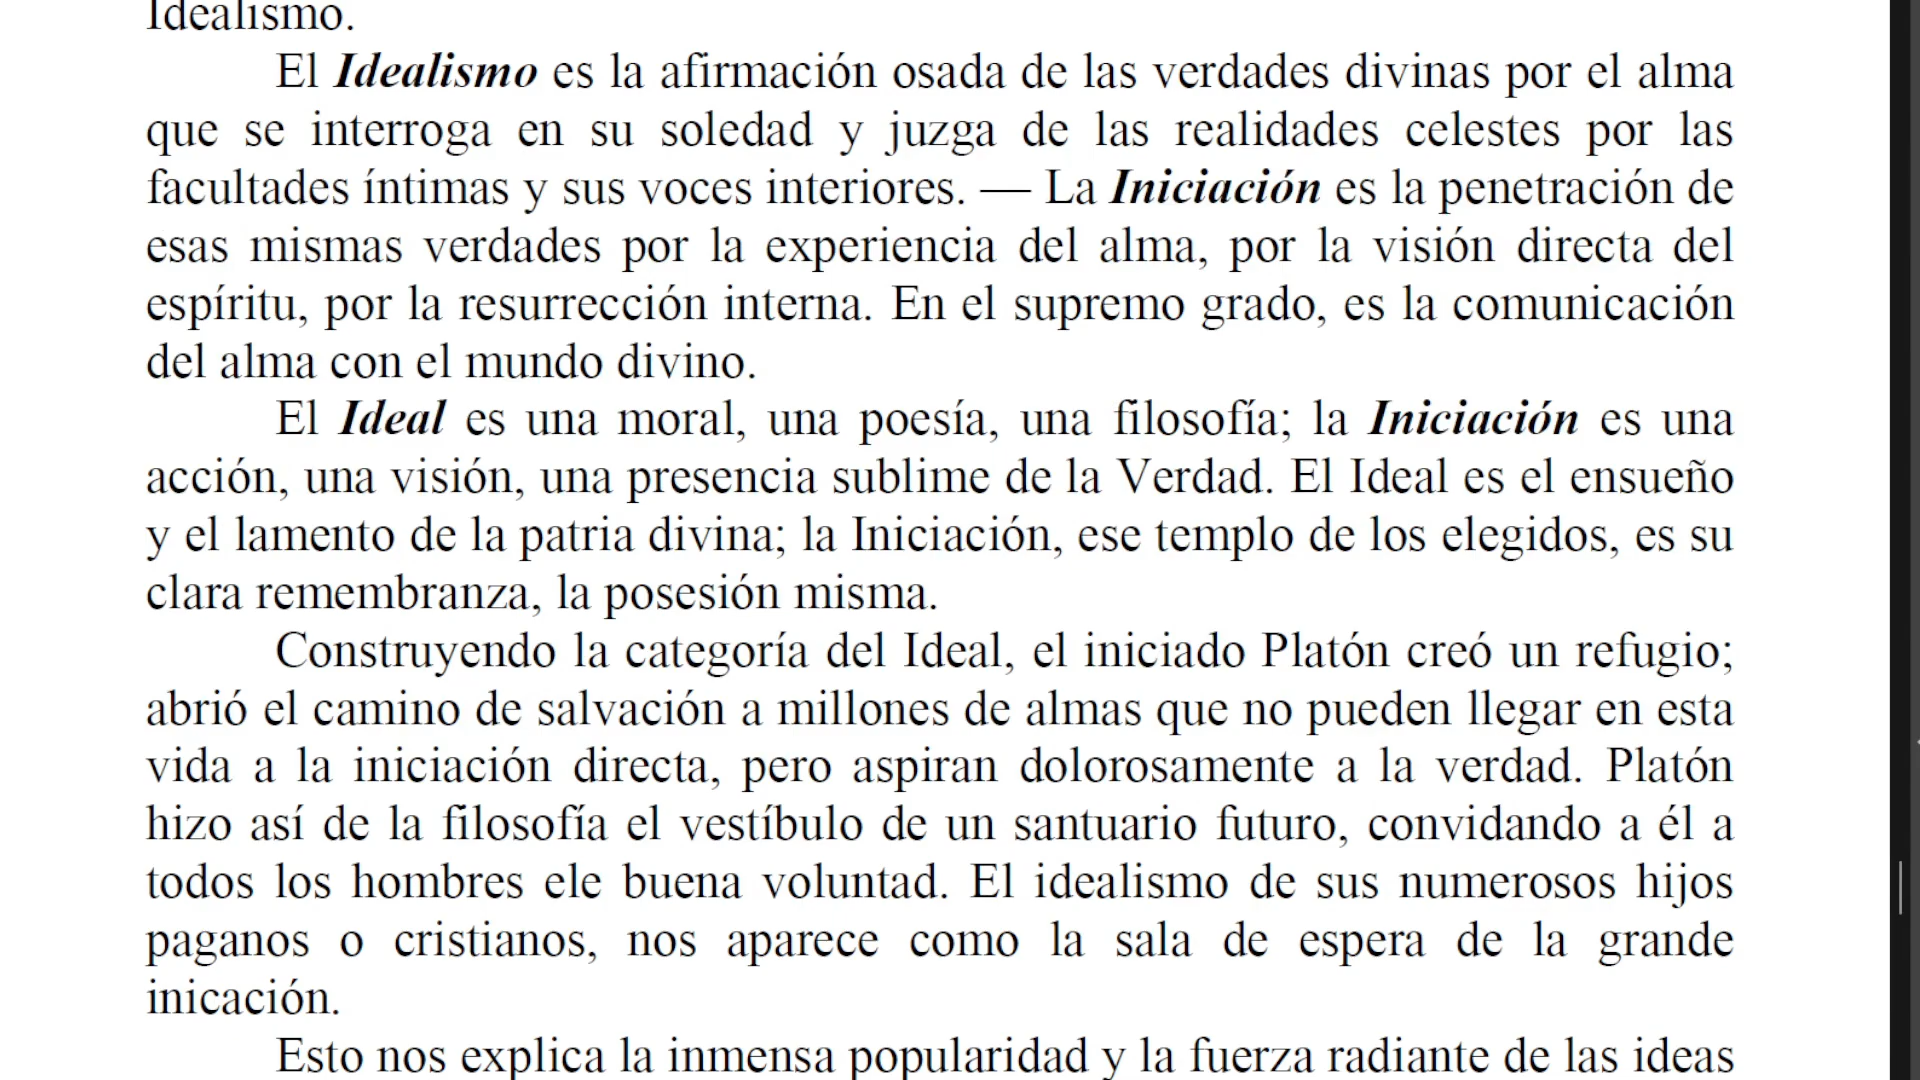 Idealismo.
El Idealismo es la afirmación osada de las verdades divinas por el alma
que se interroga en su soledad y juzga de las realidades celestes por las
facultades íntimas y sus voces interiores. — La Iniciación es la penetración de
esas mismas verdades por la experiencia del alma, por la visión directa del
espíritu, por la resurrección interna. En el supremo grado, es la comunicación
del alma con el mundo divino.
El Ideal es una moral, una poesía, una filosofía; la Iniciación es una
acción, una visión, una presencia sublime de la Verdad. El Ideal es el ensueño
y el lamento de la patria divina; la Iniciación, ese templo de los elegidos, es su
clara remembranza, la posesión misma.
Construyendo la categoría del Ideal, el iniciado Platón creó un refugio;
abrió el camino de salvación a millones de almas que no pueden llegar en esta
vida a la iniciación directa, pero aspiran dolorosamente a la verdad. Platón
hizo así de la filosofía el vestíbulo de un santuario futuro, convidando a él a
todos los hombres ele buena voluntad. El idealismo de sus numerosos hijos
paganos o cristianos, nos aparece como la sala de espera de la grande
inicación.
Esto nos explica la inmensa popularidad y la fuerza radiante de las ideas